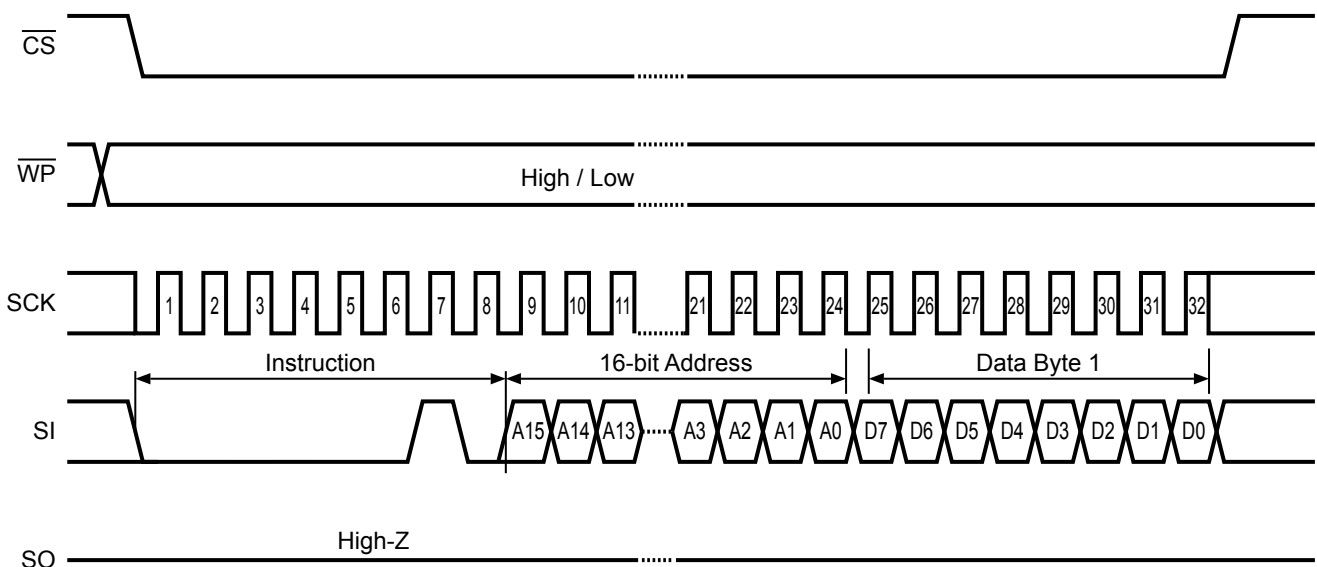 CS
WP
High / Low
SCK
1 2 3 4 5 6 7 8 9 10 11 21 22 23 24 25 26 27 28 29 30 31 32
Instruction 16-bit Address Data Byte 1
SI
A15 A14 A13 A3 A2 A1 A0 D7 D6 D5 D4 D3 D2 D1 D0
High-Z
SO